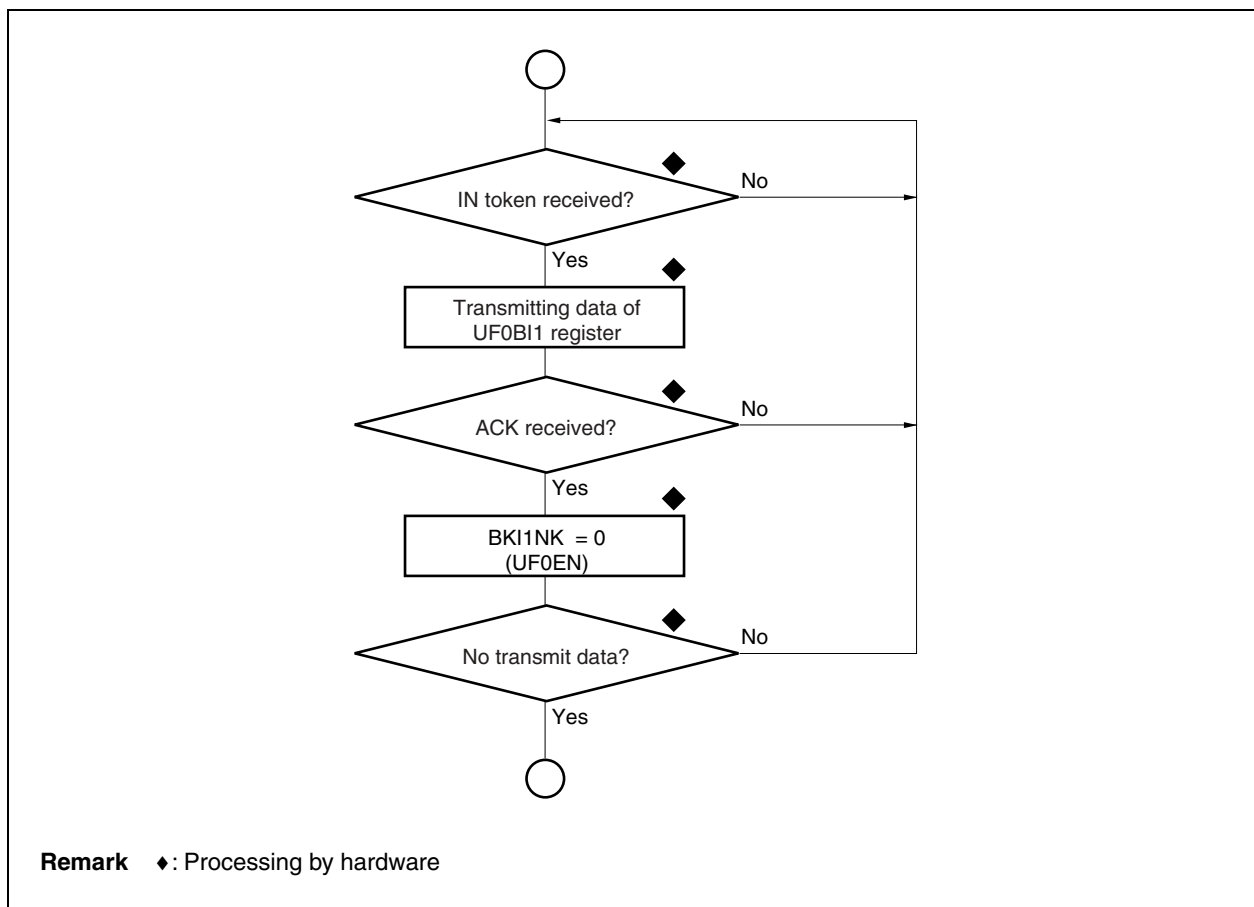 IN token received?
No
Yes
Transmitting data of
UF0BI1 register
ACK received?
No
Yes
BKI1NK = 0
(UF0EN)
No transmit data?
No
Yes
Remark ♦: Processing by hardware